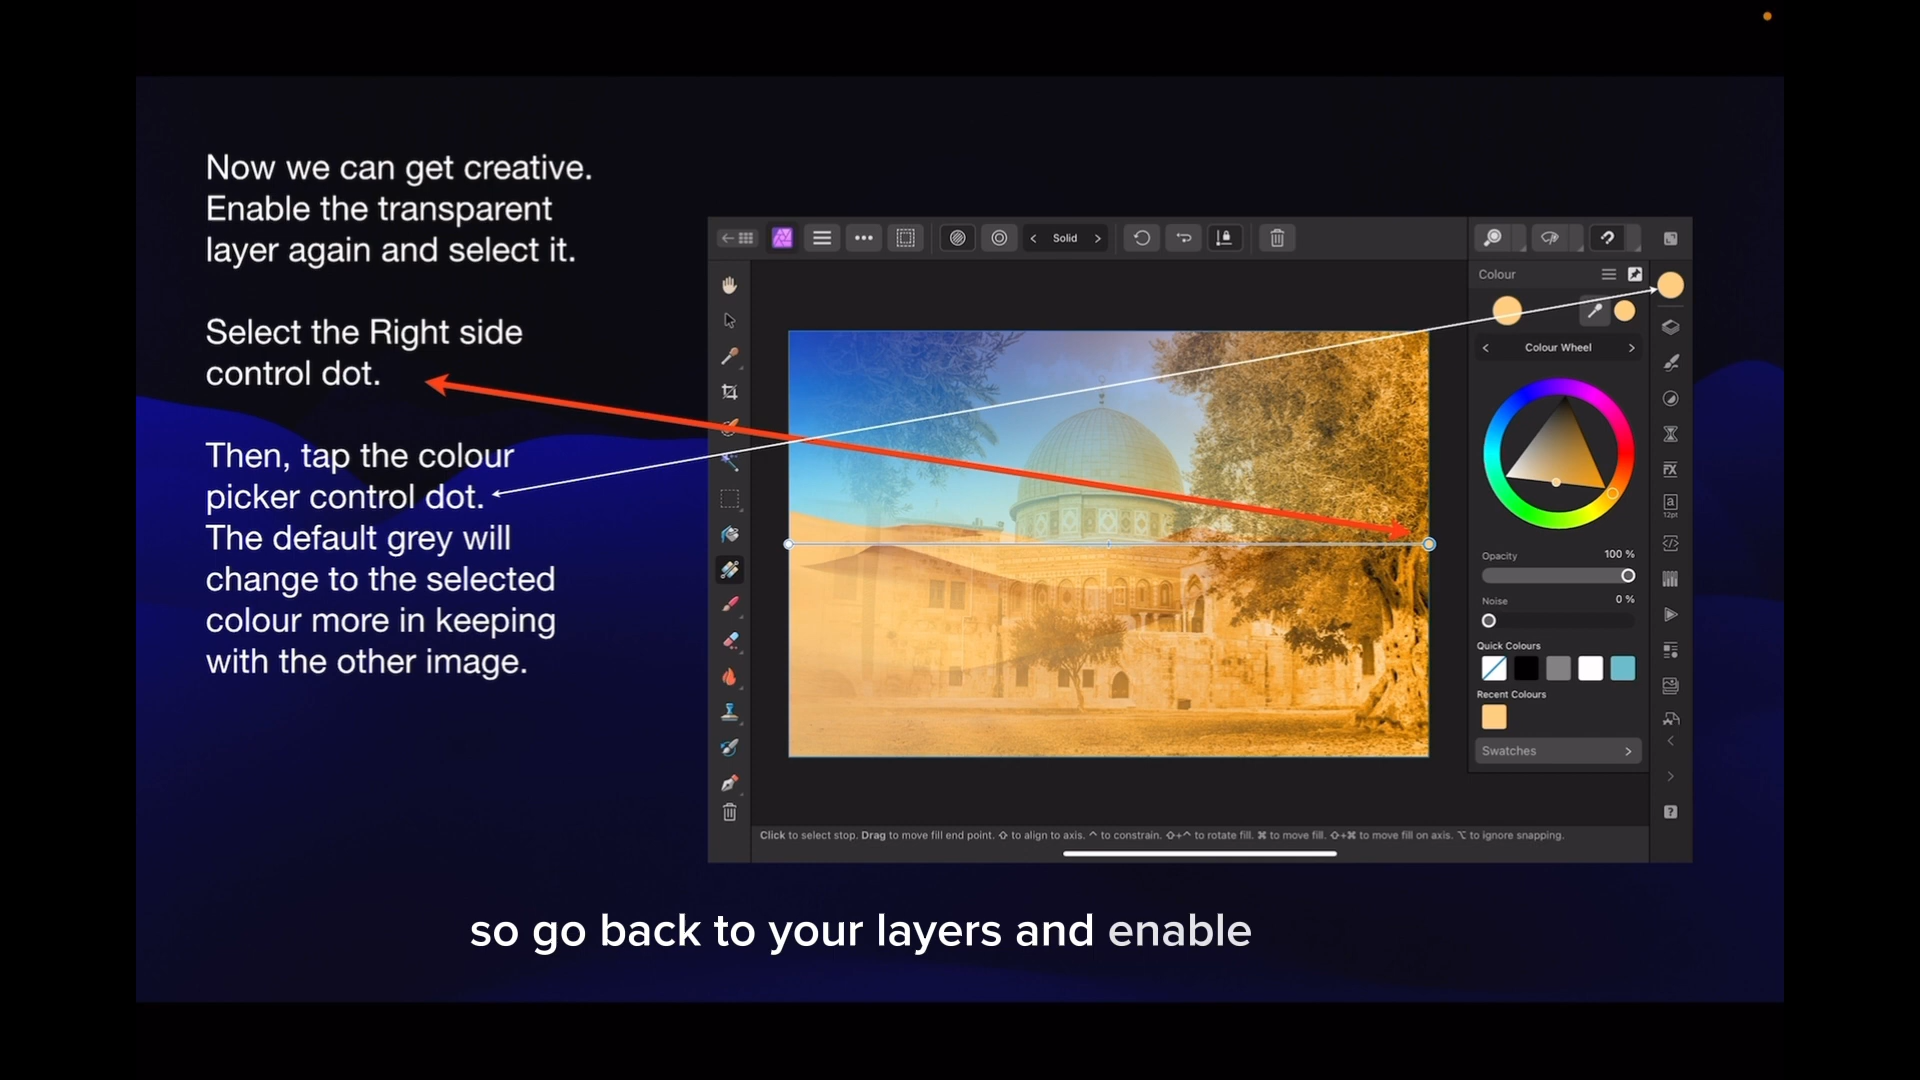 Now we can get creative.
Enable the transparent
layer again and select it.
Select the Right side
control dot.
Then, tap the colour
picker control dot.
The default grey will
change to the selected
colour more in keeping
with the other image.
Solid
Colour
Colour Wheel
Opacity 100 %
Noise 0 %
Quick Colours
Recent Colours
Swatches
FX
a
12pt
?
Click to select stop. Drag to move fill end point. ⇧ to align to axis. ^ to constrain. ⇧+^ to rotate fill. ⌘ to move fill. ⇧+⌘ to move fill on axis. ⌥ to ignore snapping.
so go back to your layers and enable